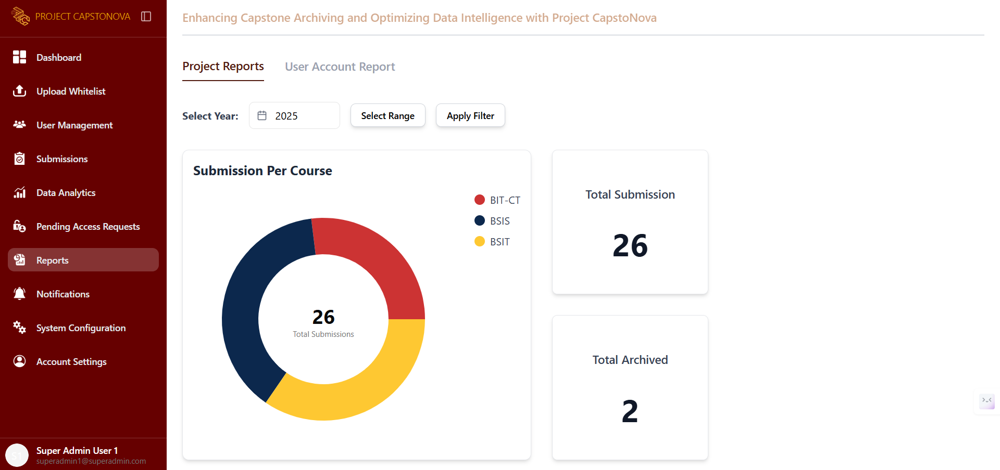 PROJECT CAPSTONOVA
Dashboard
Upload Whitelist
User Management
Submissions
Data Analytics
Pending Access Requests
Reports
Notifications
System Configuration
Account Settings
S1
Super Admin User 1
superadmin1@superadmin.com
Enhancing Capstone Archiving and Optimizing Data Intelligence with Project CapstoNova
Project Reports User Account Report
Select Year: 2025 Select Range Apply Filter
Submission Per Course
BIT-CT
BSIS
BSIT
26
Total Submissions
Total Submission
26
Total Archived
2